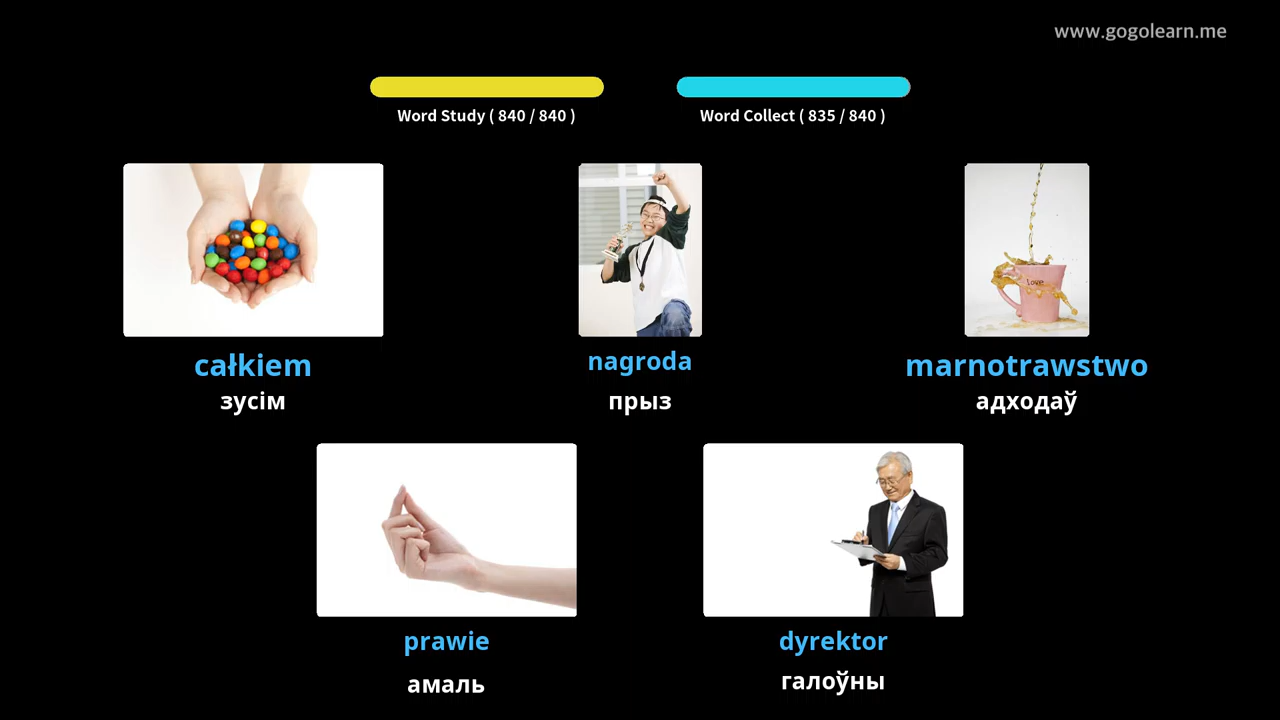 www.gogolearn.me
Word Study ( 840 / 840 )
Word Collect ( 835 / 840 )
Love
całkiem
зусім
nagroda
прыз
marnotrawstwo
адходаў
prawie
амаль
dyrektor
галоўны